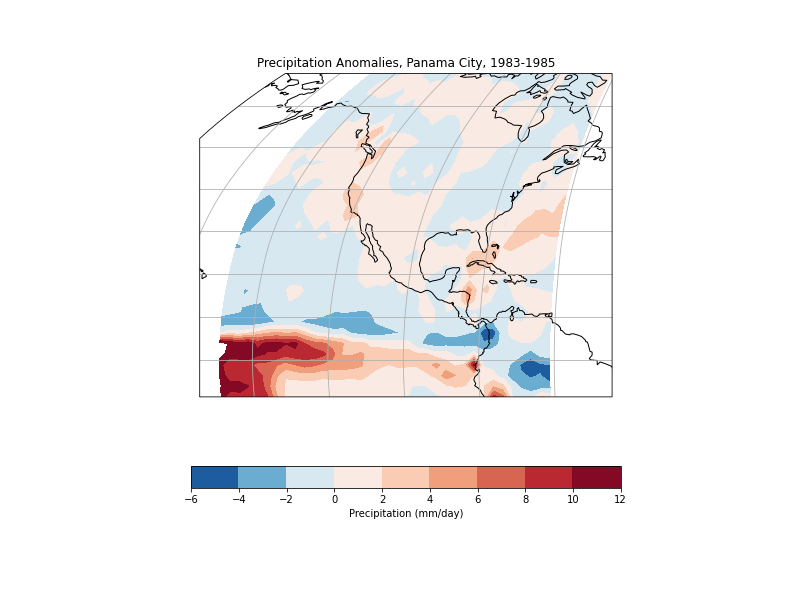 Precipitation Anomalies, Panama City, 1983-1985
−6 −4 −2 0 2 4 6 8 10 12
Precipitation (mm/day)